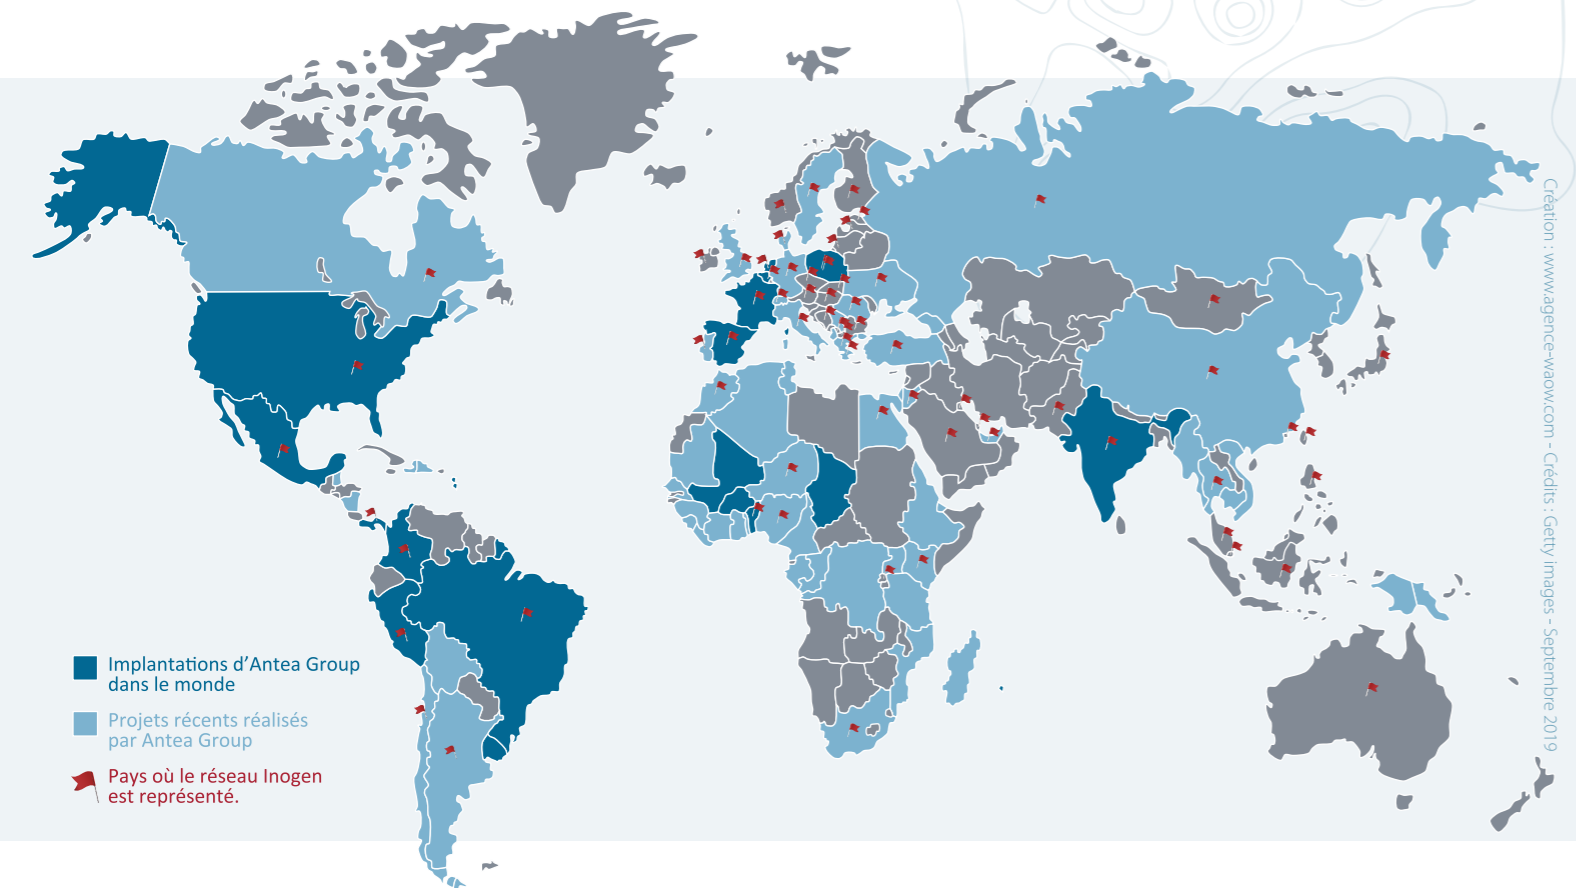 Implantations d'Antea Group
dans le monde
Projets récents réalisés
par Antea Group
Pays où le réseau Inogen
est représenté.
Création : www.agence-waow.com - Crédits : Getty images - Septembre 2019